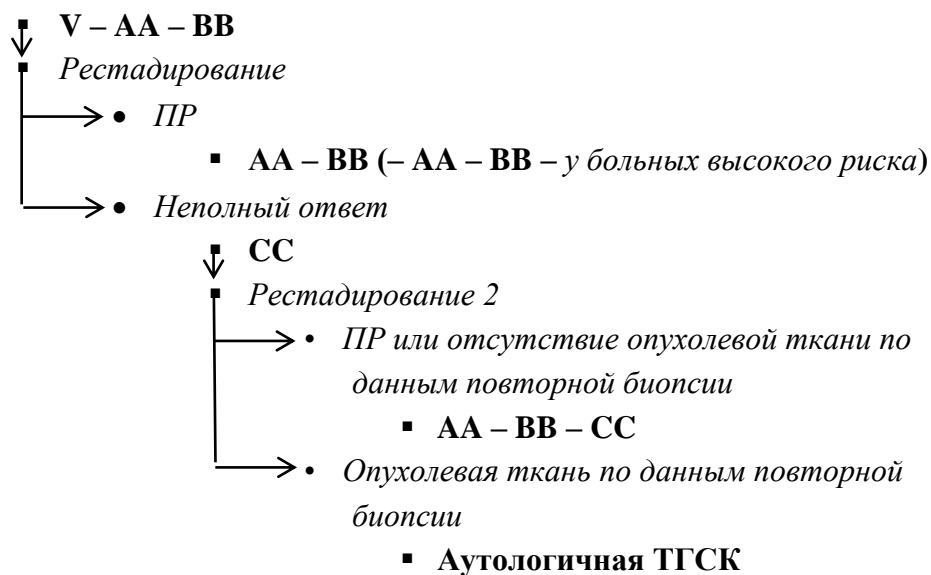 ▪ V – AA – BB
▪ Рестадирование
• ПР
▪ AA – BB (– AA – BB – у больных высокого риска)
• Неполный ответ
▪ CC
▪ Рестадирование 2
• ПР или отсутствие опухолевой ткани по
данным повторной биопсии
▪ AA – BB – CC
• Опухолевая ткань по данным повторной
биопсии
▪ Аутологичная ТГСК